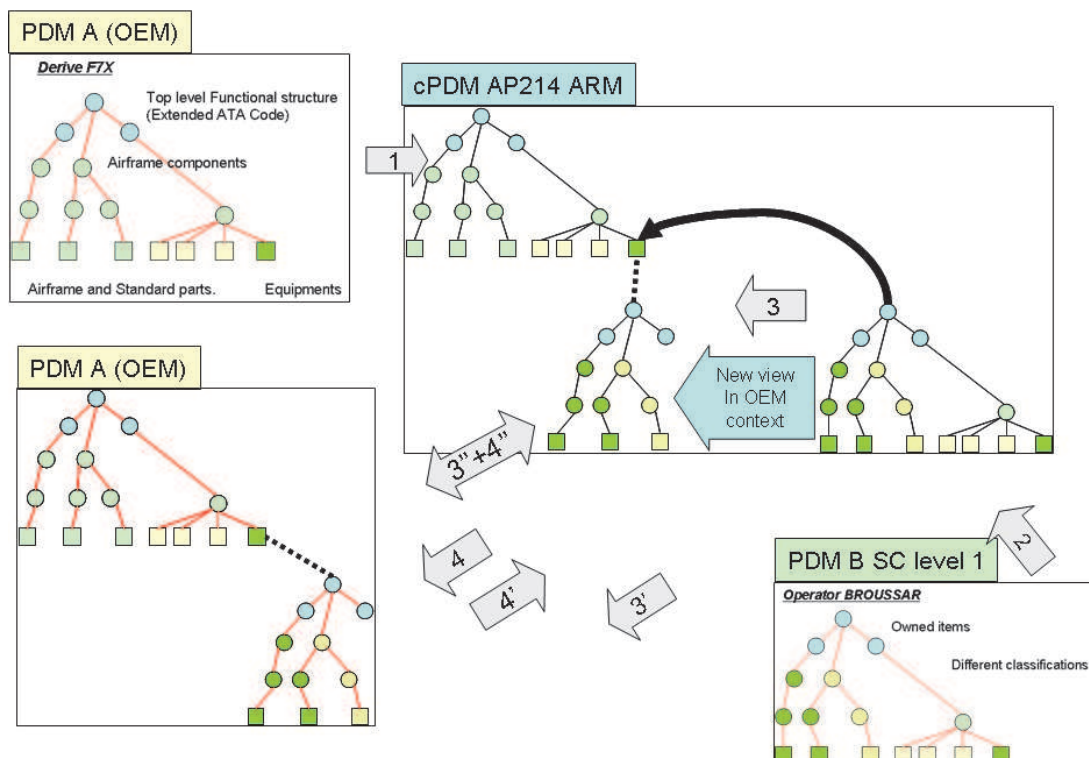 PDM A (OEM)
Derive F7X
Top level Functional structure
(Extended ATA Code)
Airframe components
Airframe and Standard parts.
Equipments
cPDM AP214 ARM
1
3
New view
In OEM
context
PDM A (OEM)
3”+4”
4
4’
3’
2
PDM B SC level 1
Operator BROUSSAR
Owned items
Different classifications